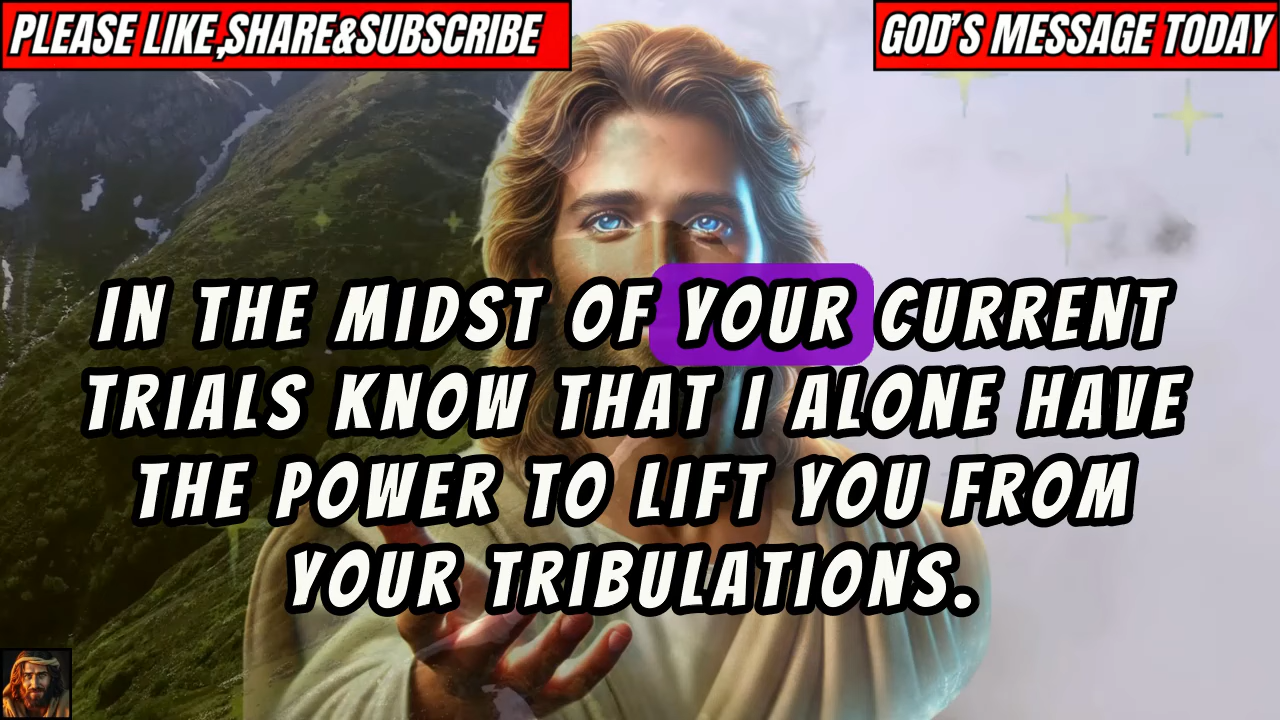 PLEASE LIKE,SHARE&SUBSCRIBE
GOD'S MESSAGE TODAY
IN THE MIDST OF YOUR CURRENT
TRIALS KNOW THAT I ALONE HAVE
THE POWER TO LIFT YOU FROM
YOUR TRIBULATIONS.